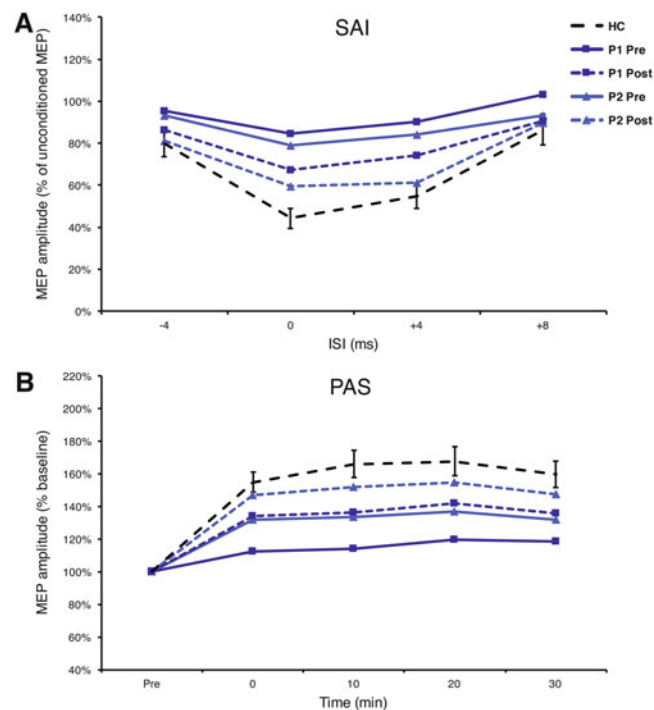 A
SAI
140%
120%
100%
80%
60%
40%
20%
0%
MEP amplitude (% of unconditioned MEP)
-4 0 +4 +8
ISI (ms)
HC
P1 Pre
P1 Post
P2 Pre
P2 Post
B
PAS
220%
200%
180%
160%
140%
120%
100%
80%
60%
40%
MEP amplitude (% baseline)
Pre 0 10 20 30
Time (min)